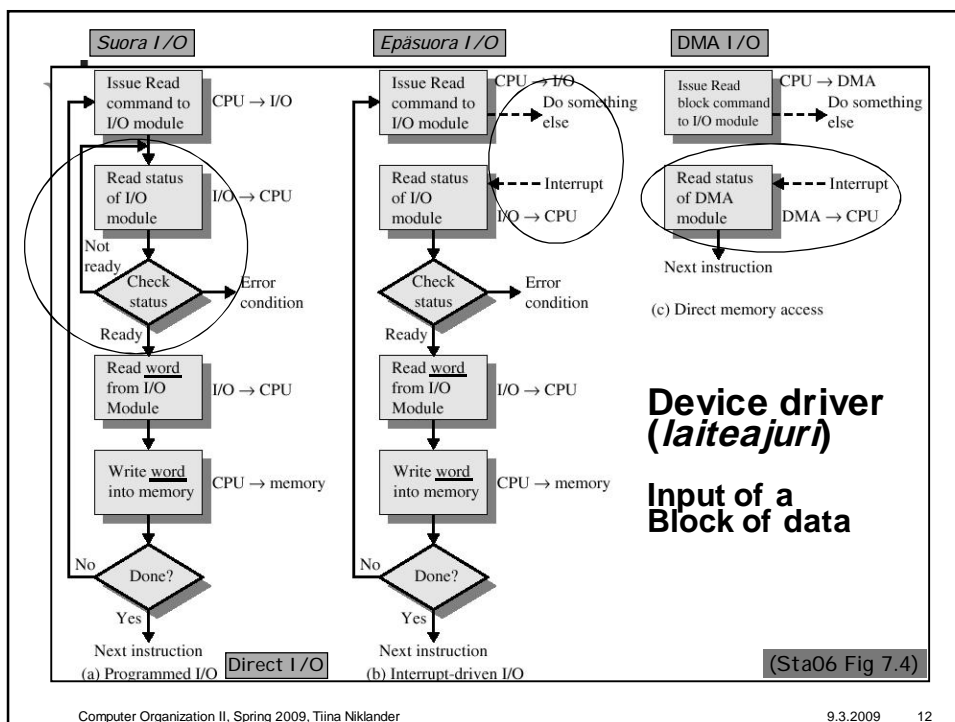 Suora I/O
Epäsuora I/O
DMA I/O
Issue Read
command to
I/O module
CPU → I/O
Read status
of I/O
module
I/O → CPU
Not
ready
Check
status
Error
condition
Ready
Read word
from I/O
Module
I/O → CPU
Write word
into memory
CPU → memory
No
Done?
Yes
Next instruction
(a) Programmed I/O
Direct I/O
Issue Read
command to
I/O module
CPU → I/O
Do something
else
Read status
of I/O
module
Interrupt
I/O → CPU
Check
status
Error
condition
Ready
Read word
from I/O
Module
I/O → CPU
Write word
into memory
CPU → memory
No
Done?
Yes
Next instruction
(b) Interrupt-driven I/O
Issue Read
block command
to I/O module
CPU → DMA
Do something
else
Read status
of DMA
module
Interrupt
DMA → CPU
Next instruction
(c) Direct memory access
Device driver
(laiteajuri)
Input of a
Block of data
(Sta06 Fig 7.4)
Computer Organization II, Spring 2009, Tiina Niklander
9.3.2009
12